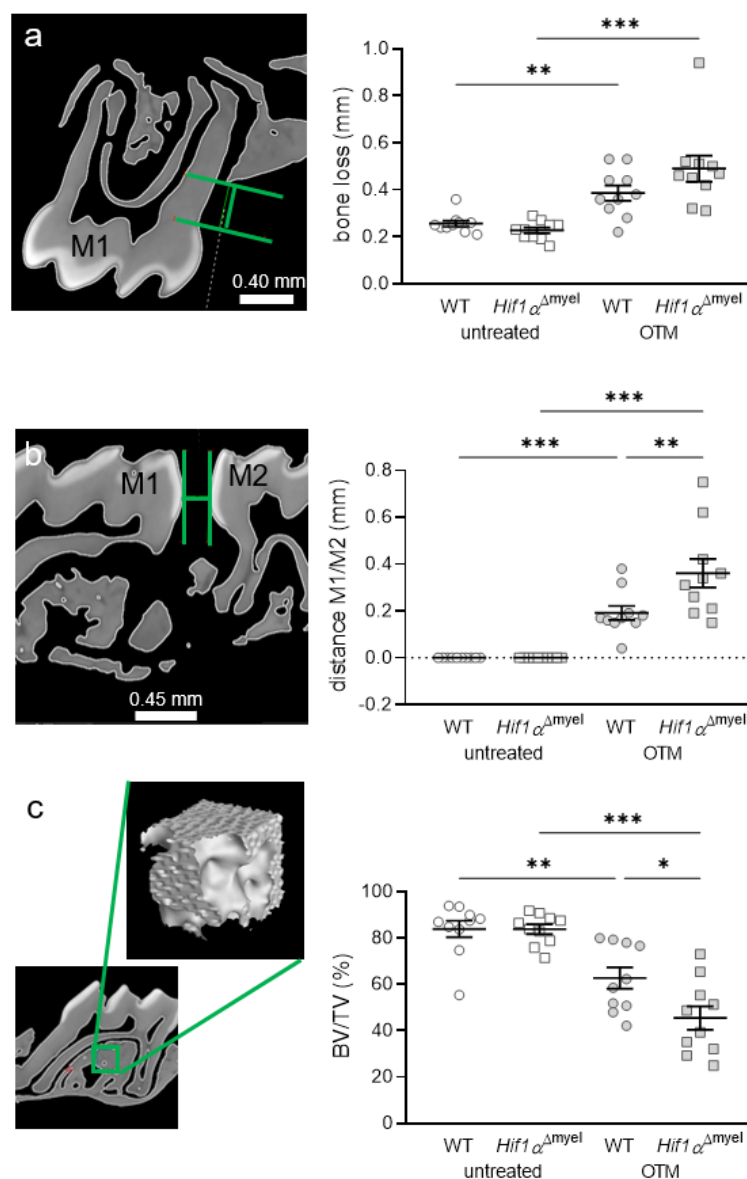 a
M1
0.40 mm
bone loss (mm)
1.0
0.8
0.6
0.4
0.2
0.0
***
**
WT Hif1αΔmyel WT Hif1αΔmyel
untreated OTM
b
M1 M2
0.45 mm
distance M1/M2 (mm)
0.8
0.6
0.4
0.2
0.0
-0.2
***
*** **
WT Hif1αΔmyel WT Hif1αΔmyel
untreated OTM
c
BV/TV (%)
100
80
60
40
20
0
***
** *
WT Hif1αΔmyel WT Hif1αΔmyel
untreated OTM